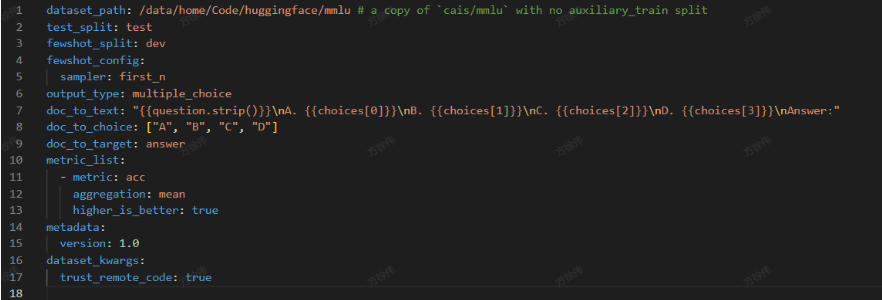 1 dataset_path: /data/home/Code/huggingface/mmlu # a copy of `cais/mmlu` with no auxiliary_train split
2 test_split: test
3 fewshot_split: dev
4 fewshot_config:
5   sampler: first_n
6 output_type: multiple_choice
7 doc_to_text: "{{question.strip()}}\nA. {{choices[0]}}\nB. {{choices[1]}}\nC. {{choices[2]}}\nD. {{choices[3]}}\nAnswer:"
8 doc_to_choice: ["A", "B", "C", "D"]
9 doc_to_target: answer
10 metric_list:
11   - metric: acc
12     aggregation: mean
13     higher_is_better: true
14 metadata:
15   version: 1.0
16 dataset_kwargs:
17   trust_remote_code: true
18